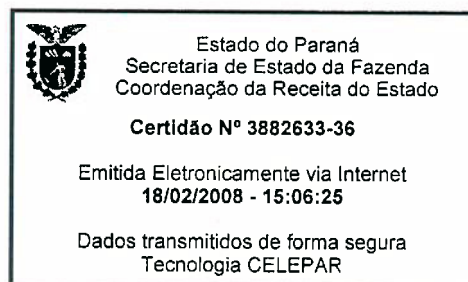 Estado do Paraná
Secretaria de Estado da Fazenda
Coordenação da Receita do Estado
Certidão Nº 3882633-36
Emitida Eletronicamente via Internet
18/02/2008 - 15:06:25
Dados transmitidos de forma segura
Tecnologia CELEPAR